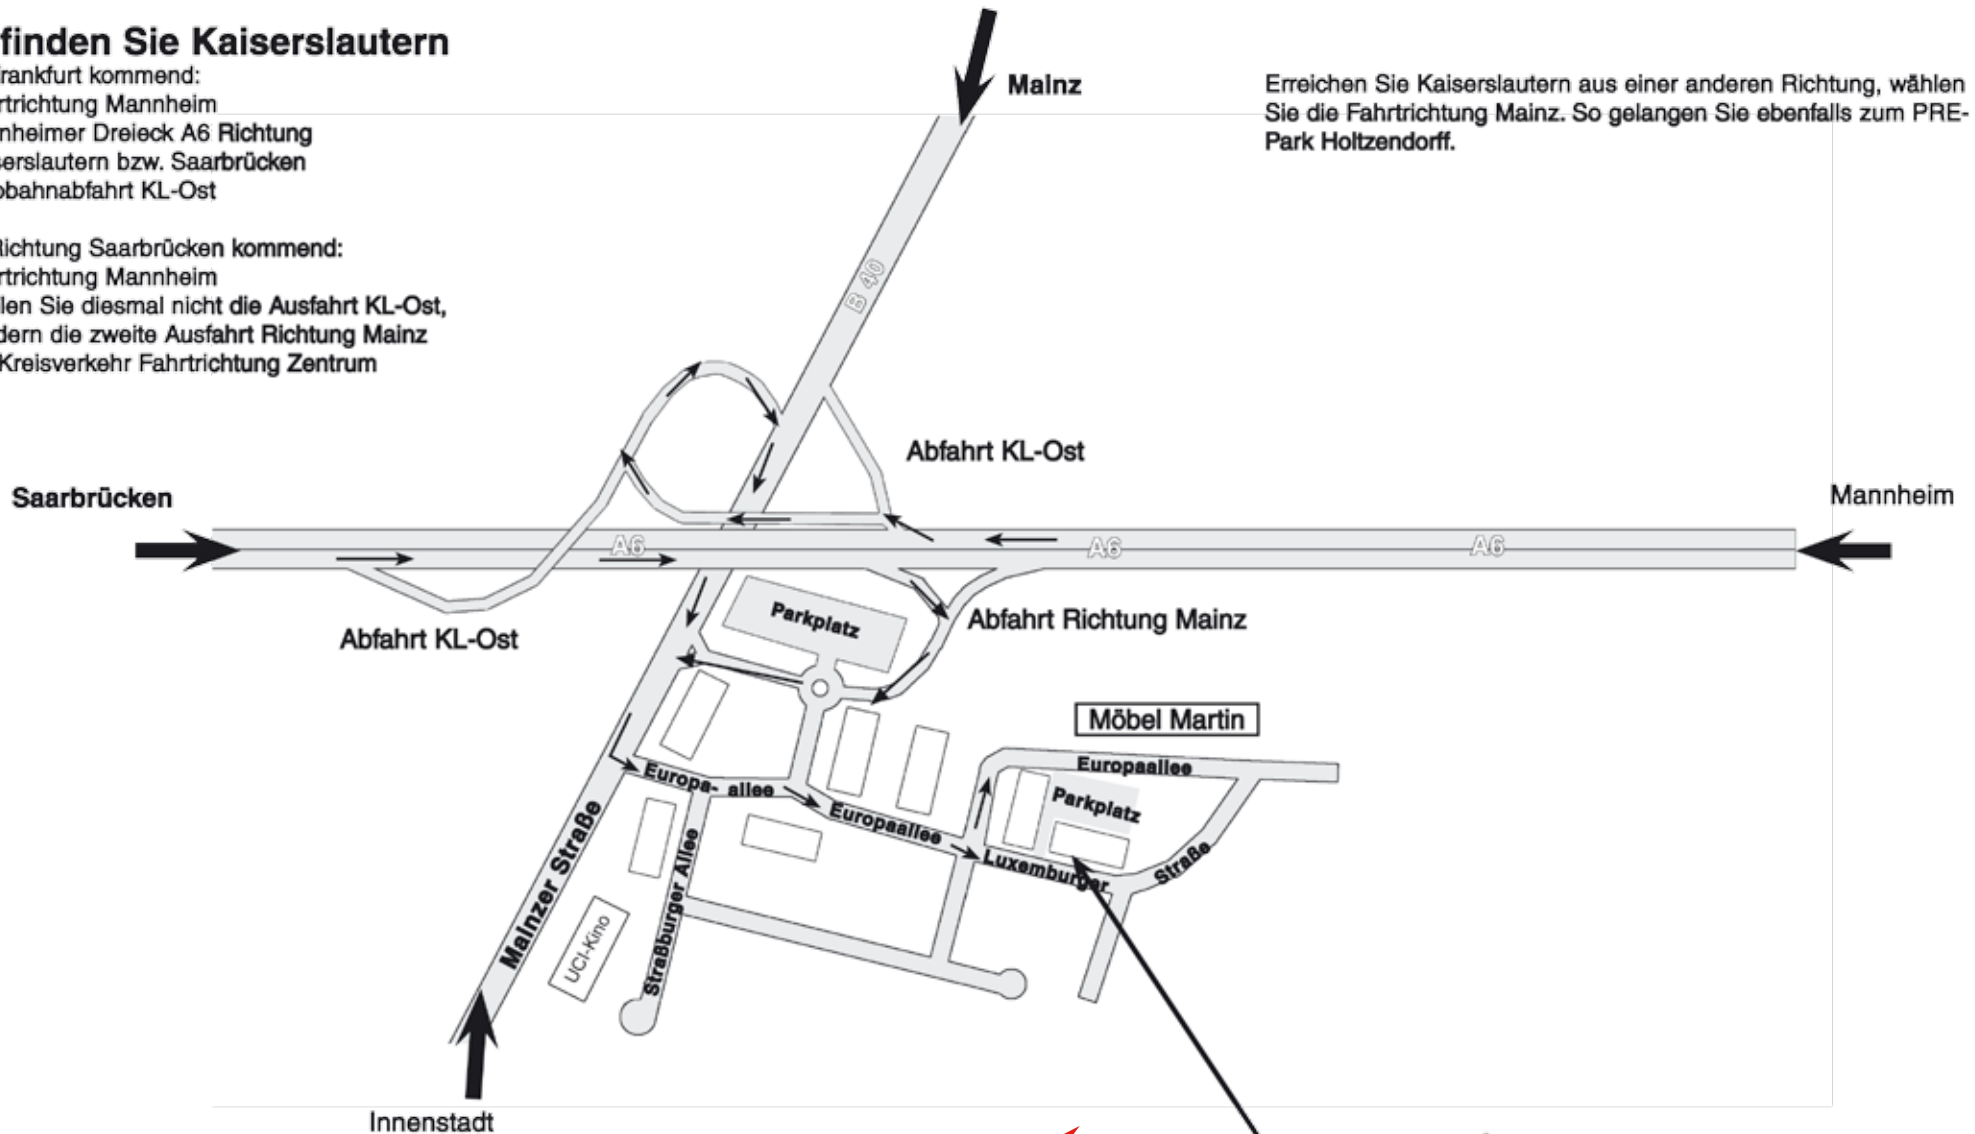 finden Sie Kaiserslautern
rankfurt kommend:
rtrichtung Mannheim
nheimer Dreieck A6 Richtung
serslautern bzw. Saarbrücken
obahnabfahrt KL-Ost
Richtung Saarbrücken kommend:
rtrichtung Mannheim
len Sie diesmal nicht die Ausfahrt KL-Ost,
dern die zweite Ausfahrt Richtung Mainz
Kreisverkehr Fahrtrichtung Zentrum
Mainz
Erreichen Sie Kaiserslautern aus einer anderen Richtung, wählen
Sie die Fahrtrichtung Mainz. So gelangen Sie ebenfalls zum PRE-
Park Holtzendorff.
B 40
Abfahrt KL-Ost
Saarbrücken
Mannheim
A6
A6
A6
Parkplatz
Abfahrt Richtung Mainz
Abfahrt KL-Ost
Möbel Martin
Europaallee
Europa- allee
Parkplatz
Europaallee
Luxemburger Straße
Mainzer Straße
Straßburger Allee
UCI-Kino
Innenstadt